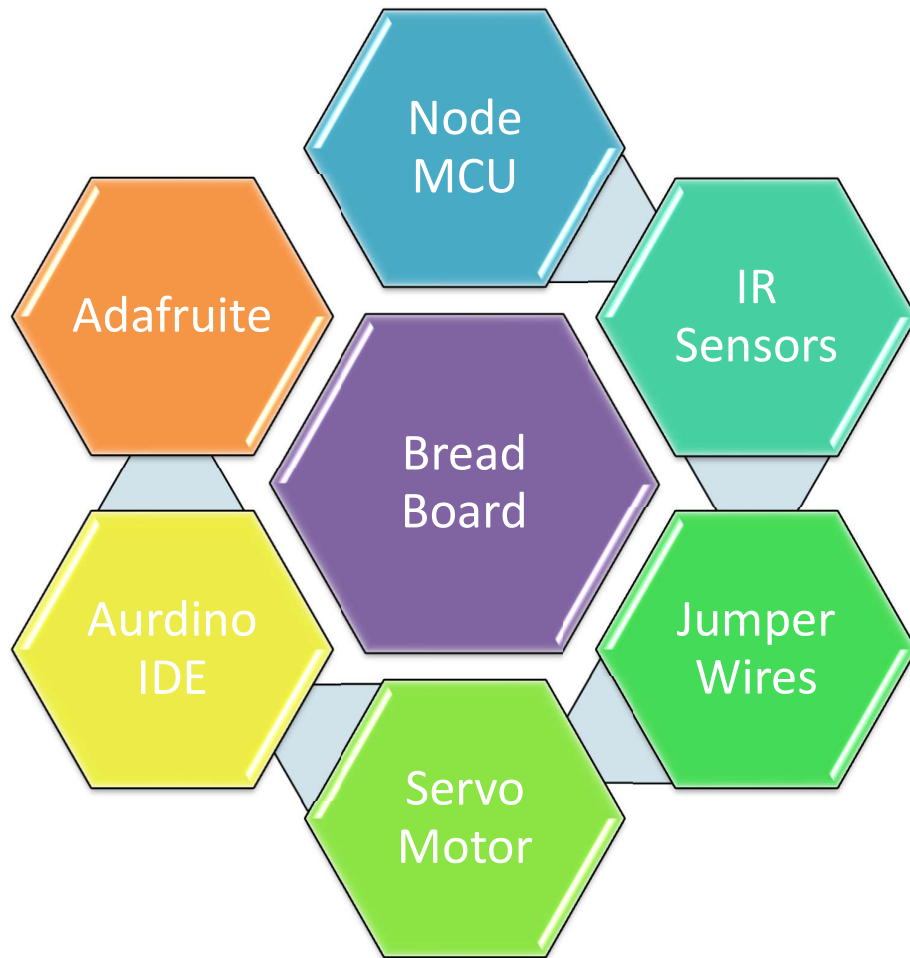 Node
MCU
IR
Sensors
Jumper
Wires
Servo
Motor
Aurdino
IDE
Adafruite
Bread
Board